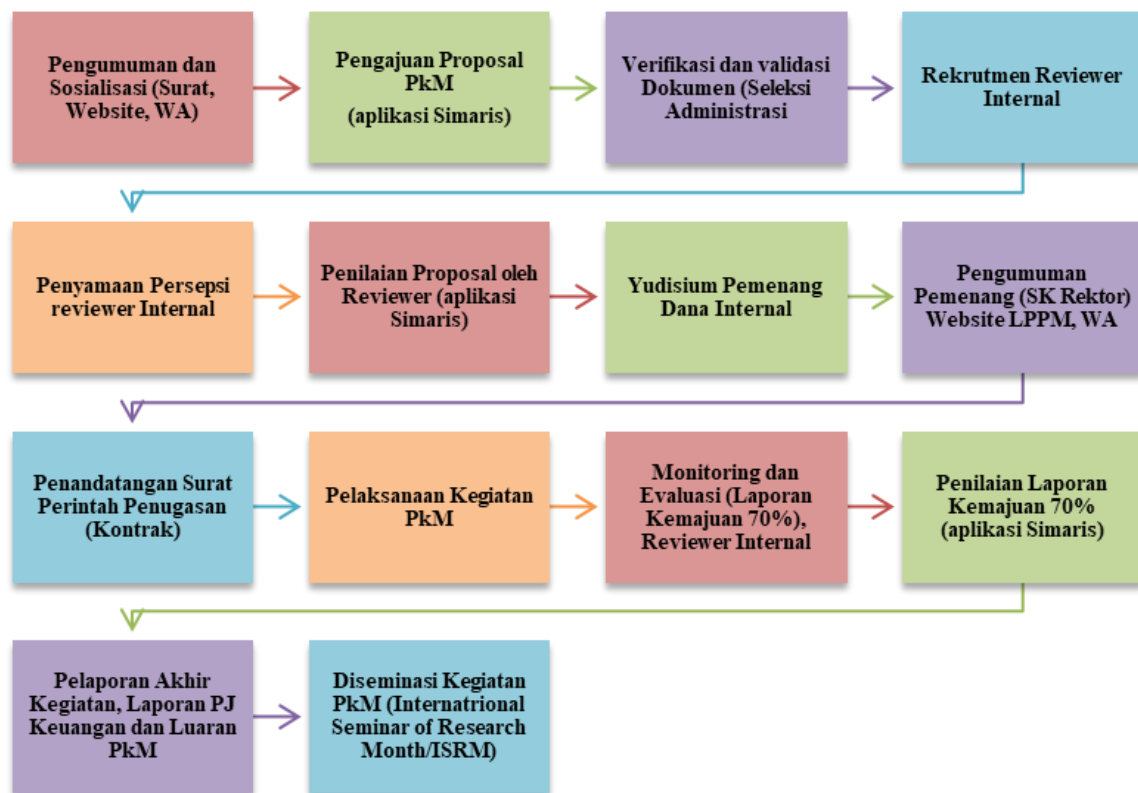 Pengumuman dan
Sosialisasi (Surat,
Website, WA)
Pengajuan Proposal
PkM
(aplikasi Simaris)
Verifikasi dan validasi
Dokumen (Seleksi
Administrasi
Rekrutmen Reviewer
Internal
Penyamaan Persepsi
reviewer Internal
Penilaian Proposal oleh
Reviewer (aplikasi
Simaris)
Yudisium Pemenang
Dana Internal
Pengumuman
Pemenang (SK Rektor)
Website LPPM, WA
Penandatangan Surat
Perintah Penugasan
(Kontrak)
Pelaksanaan Kegiatan
PkM
Monitoring dan
Evaluasi (Laporan
Kemajuan 70%),
Reviewer Internal
Penilaian Laporan
Kemajuan 70%
(aplikasi Simaris)
Pelaporan Akhir
Kegiatan, Laporan PJ
Keuangan dan Luaran
PkM
Diseminasi Kegiatan
PkM (Internatrional
Seminar of Research
Month/ISRM)